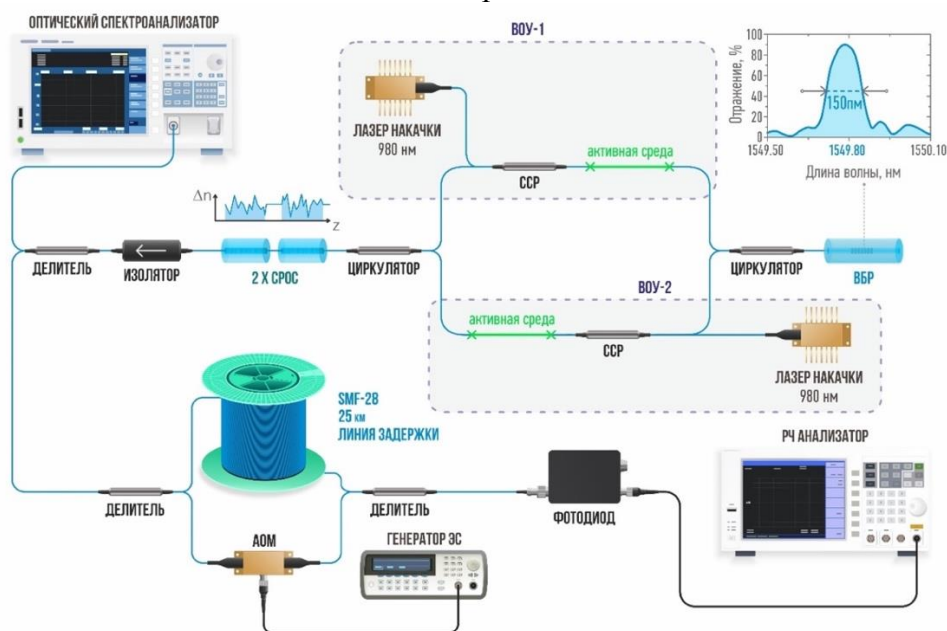 ОПТИЧЕСКИЙ СПЕКТРОАНАЛИЗАТОР
ВОУ-1
ЛАЗЕР НАКАЧКИ
980 нм
ССР
активная среда
Отражение, %
100
80
60
40
20
0
150пм
1549.50
1549.80
1550.10
Длина волны, нм
Δn
z
ДЕЛИТЕЛЬ
ИЗОЛЯТОР
2 X СРОС
ЦИРКУЛЯТОР
ЦИРКУЛЯТОР
ВБР
ВОУ-2
активная среда
ССР
ЛАЗЕР НАКАЧКИ
980 нм
SMF-28
25 км
ЛИНИЯ ЗАДЕРЖКИ
РЧ АНАЛИЗАТОР
ДЕЛИТЕЛЬ
ДЕЛИТЕЛЬ
ФОТОДИОД
АОМ
ГЕНЕРАТОР ЭС